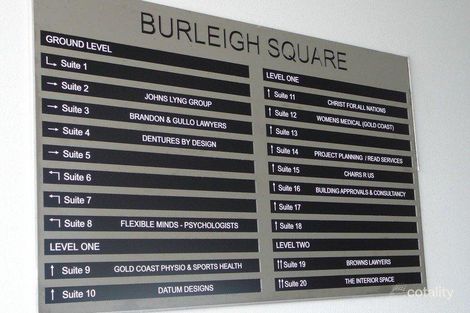 BURLEIGH SQUARE
GROUND LEVEL
Suite 1
Suite 2 JOHNS LYNG GROUP
Suite 3 BRANDON & GULLO LAWYERS
Suite 4 DENTURES BY DESIGN
Suite 5
Suite 6
Suite 7
Suite 8 FLEXIBLE MINDS - PSYCHOLOGISTS
LEVEL ONE
Suite 9 GOLD COAST PHYSIO & SPORTS HEALTH
Suite 10 DATUM DESIGNS
LEVEL ONE
Suite 11 CHRIST FOR ALL NATIONS
Suite 12 WOMENS MEDICAL (GOLD COAST)
Suite 13
Suite 14 PROJECT PLANNING / READ SERVICES
Suite 15 CHAIRS R US
Suite 16 BUILDING APPROVALS & CONSULTANCY
Suite 17
Suite 18
LEVEL TWO
Suite 19 BROWNS LAWYERS
Suite 20 THE INTERIOR SPACE
cotality